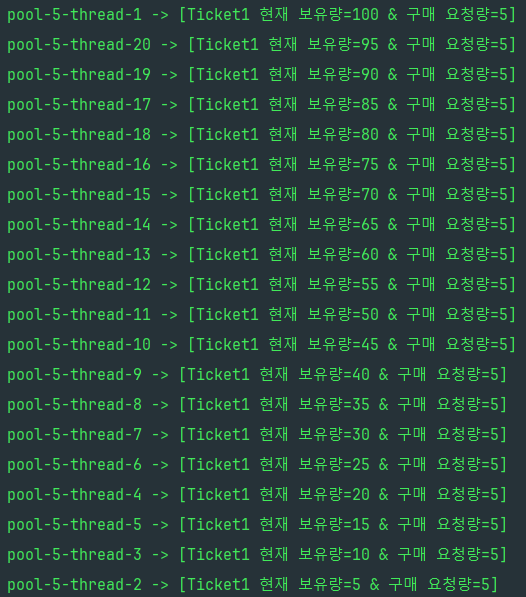 pool-5-thread-1 -> [Ticket1 현재 보유량=100 & 구매 요청량=5]
pool-5-thread-20 -> [Ticket1 현재 보유량=95 & 구매 요청량=5]
pool-5-thread-19 -> [Ticket1 현재 보유량=90 & 구매 요청량=5]
pool-5-thread-17 -> [Ticket1 현재 보유량=85 & 구매 요청량=5]
pool-5-thread-18 -> [Ticket1 현재 보유량=80 & 구매 요청량=5]
pool-5-thread-16 -> [Ticket1 현재 보유량=75 & 구매 요청량=5]
pool-5-thread-15 -> [Ticket1 현재 보유량=70 & 구매 요청량=5]
pool-5-thread-14 -> [Ticket1 현재 보유량=65 & 구매 요청량=5]
pool-5-thread-13 -> [Ticket1 현재 보유량=60 & 구매 요청량=5]
pool-5-thread-12 -> [Ticket1 현재 보유량=55 & 구매 요청량=5]
pool-5-thread-11 -> [Ticket1 현재 보유량=50 & 구매 요청량=5]
pool-5-thread-10 -> [Ticket1 현재 보유량=45 & 구매 요청량=5]
pool-5-thread-9 -> [Ticket1 현재 보유량=40 & 구매 요청량=5]
pool-5-thread-8 -> [Ticket1 현재 보유량=35 & 구매 요청량=5]
pool-5-thread-7 -> [Ticket1 현재 보유량=30 & 구매 요청량=5]
pool-5-thread-6 -> [Ticket1 현재 보유량=25 & 구매 요청량=5]
pool-5-thread-4 -> [Ticket1 현재 보유량=20 & 구매 요청량=5]
pool-5-thread-5 -> [Ticket1 현재 보유량=15 & 구매 요청량=5]
pool-5-thread-3 -> [Ticket1 현재 보유량=10 & 구매 요청량=5]
pool-5-thread-2 -> [Ticket1 현재 보유량=5 & 구매 요청량=5]